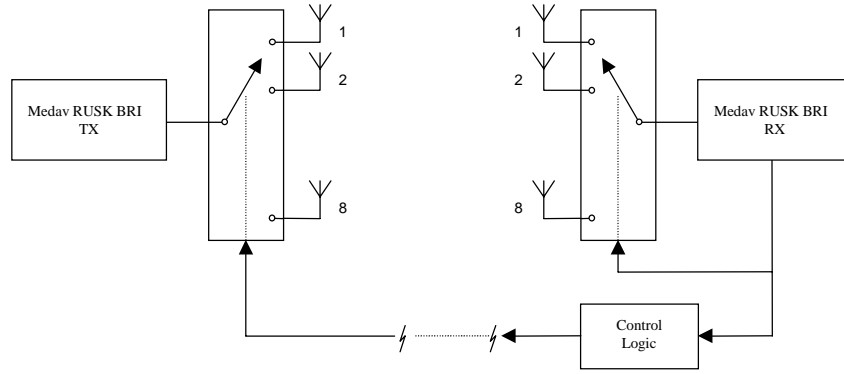 1
1
2
2
Medav RUSK BRI
TX
Medav RUSK BRI
RX
8
8
Control
Logic